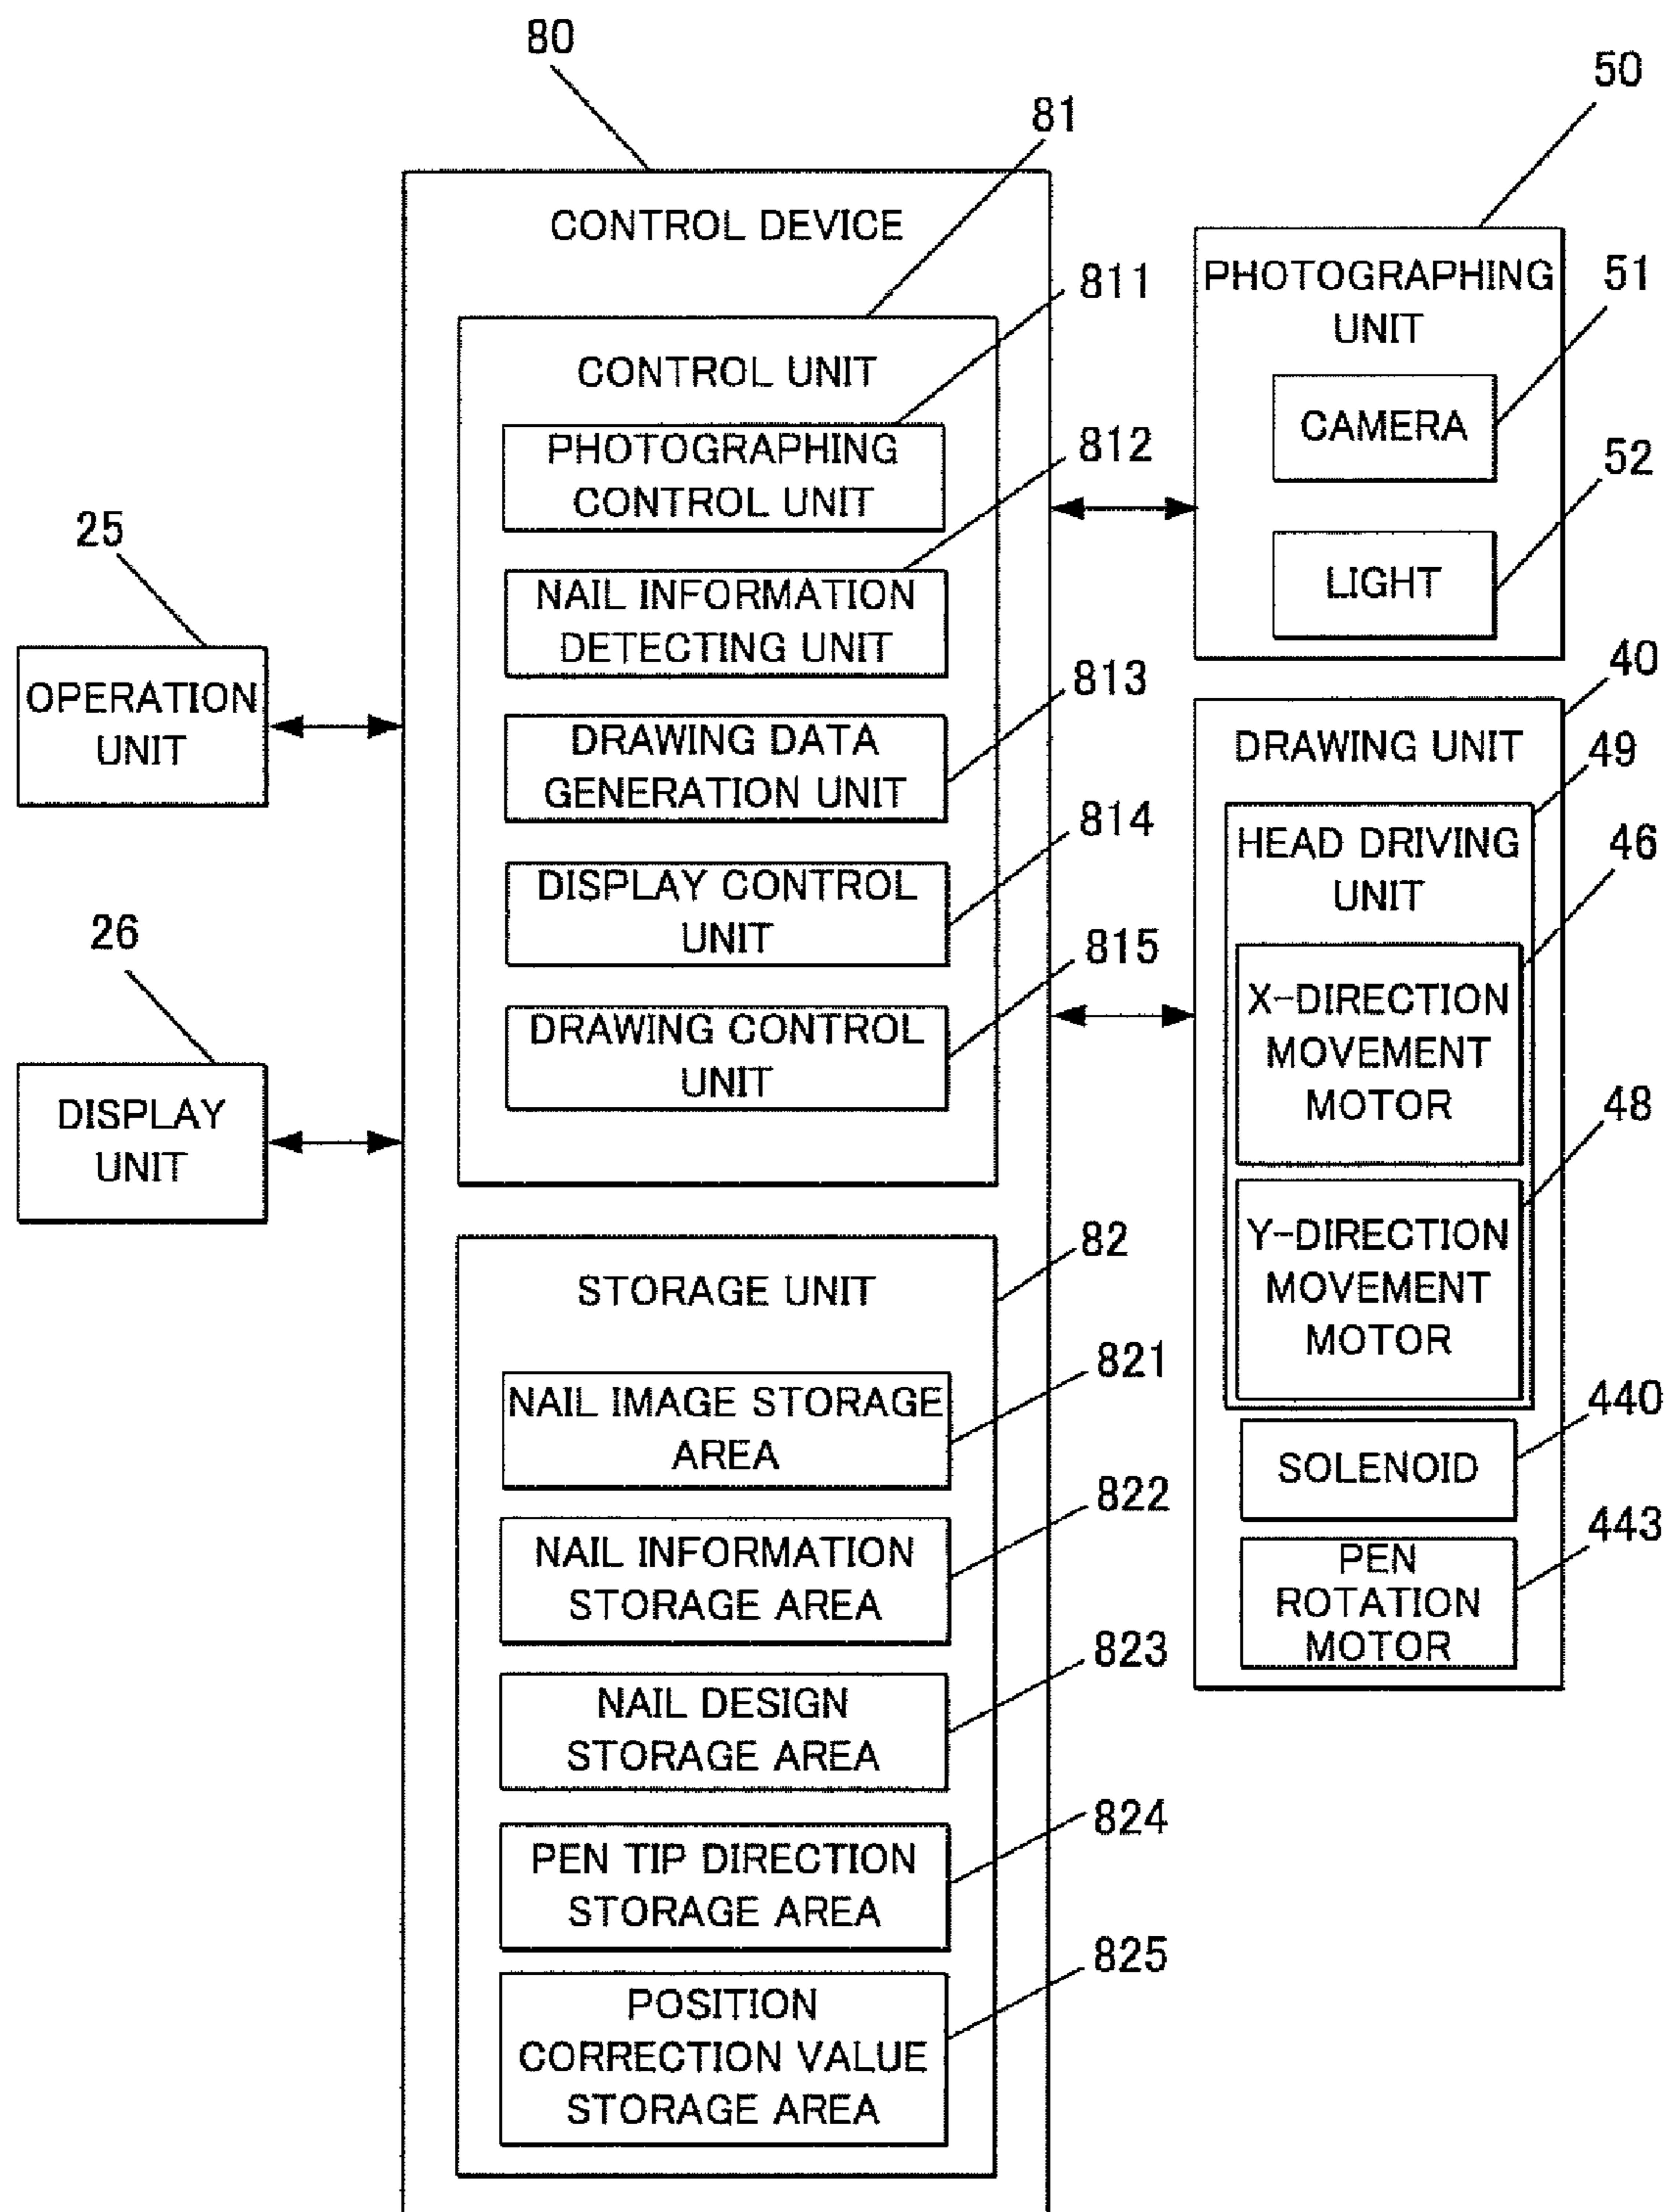 80
CONTROL DEVICE
81
CONTROL UNIT
811
PHOTOGRAPHING
CONTROL UNIT
812
NAIL INFORMATION
DETECTING UNIT
813
DRAWING DATA
GENERATION UNIT
814
DISPLAY CONTROL
UNIT
815
DRAWING CONTROL
UNIT
25
OPERATION
UNIT
26
DISPLAY
UNIT
82
STORAGE UNIT
821
NAIL IMAGE STORAGE
AREA
822
NAIL INFORMATION
STORAGE AREA
823
NAIL DESIGN
STORAGE AREA
824
PEN TIP DIRECTION
STORAGE AREA
825
POSITION
CORRECTION VALUE
STORAGE AREA
50
PHOTOGRAPHING
UNIT
51
CAMERA
52
LIGHT
40
DRAWING UNIT
49
HEAD DRIVING
UNIT
46
X-DIRECTION
MOVEMENT
MOTOR
48
Y-DIRECTION
MOVEMENT
MOTOR
440
SOLENOID
443
PEN
ROTATION
MOTOR